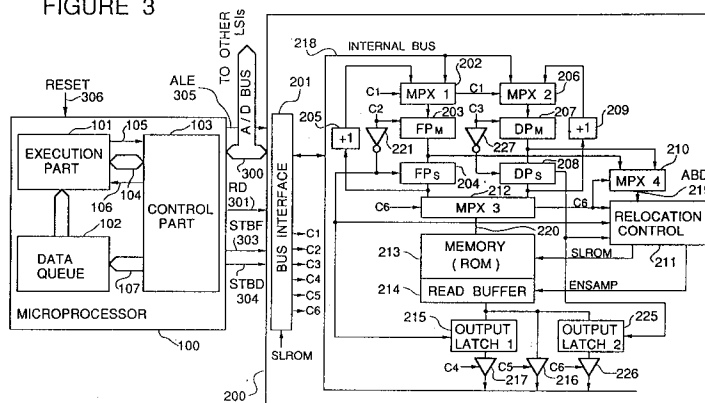 FIGURE 3
TO OTHER LSIs
A/D BUS
218
INTERNAL BUS
202
206
RESET
306
ALE
305
201
C1
MPX 1
C1
MPX 2
C2
203
C3
207
209
205
+1
FPM
DPM
+1
101
105
103
221
227
208
210
EXECUTION PART
300
FPS
DPS
MPX 4
ABD
204
212
219
104
106
102
CONTROL PART
RD
301)
BUS INTERFACE
C6
MPX 3
C6
RELOCATION CONTROL
STBF
303
C1
220
DATA QUEUE
C2
213
MEMORY (ROM)
211
STBD
304
C3
SLROM
C4
107
C5
214
READ BUFFER
ENSAMP
C6
MICROPROCESSOR
215
225
100
OUTPUT LATCH 1
OUTPUT LATCH 2
SLROM
200
C4
217
C5
216
C6
226